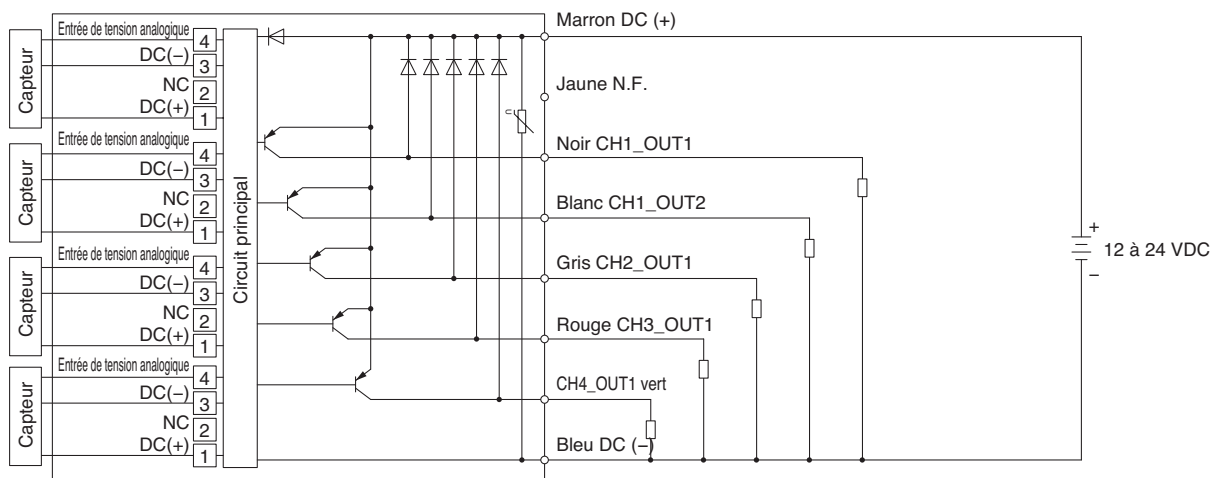 Capteur
Entrée de tension analogique 4
DC(−) 3
NC 2
DC(+) 1
Capteur
Entrée de tension analogique 4
DC(−) 3
NC 2
DC(+) 1
Capteur
Entrée de tension analogique 4
DC(−) 3
NC 2
DC(+) 1
Capteur
Entrée de tension analogique 4
DC(−) 3
NC 2
DC(+) 1
Circuit principal
Marron DC (+)
Jaune N.F.
Noir CH1_OUT1
Blanc CH1_OUT2
Gris CH2_OUT1
Rouge CH3_OUT1
CH4_OUT1 vert
Bleu DC (−)
+
12 à 24 VDC
−